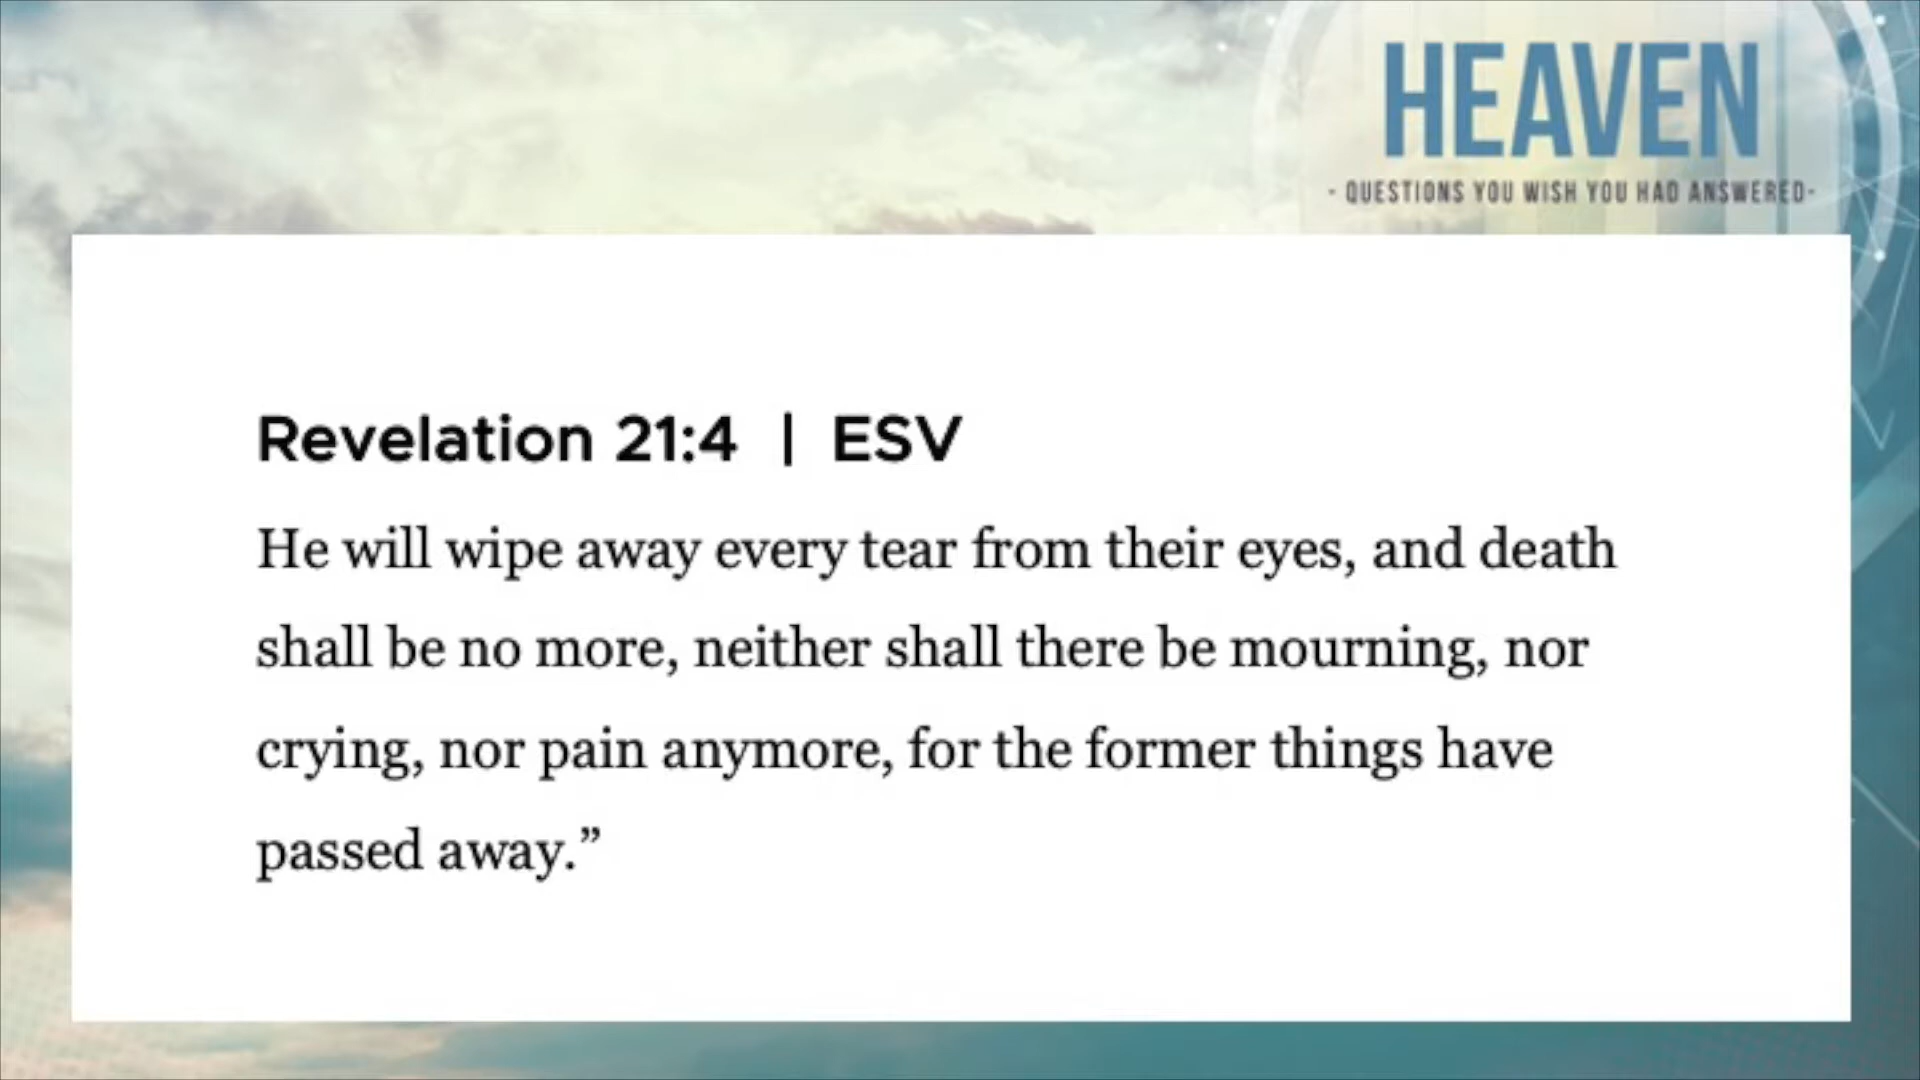 HEAVEN
- QUESTIONS YOU WISH YOU HAD ANSWERED-
Revelation 21:4 | ESV
He will wipe away every tear from their eyes, and death
shall be no more, neither shall there be mourning, nor
crying, nor pain anymore, for the former things have
passed away.”